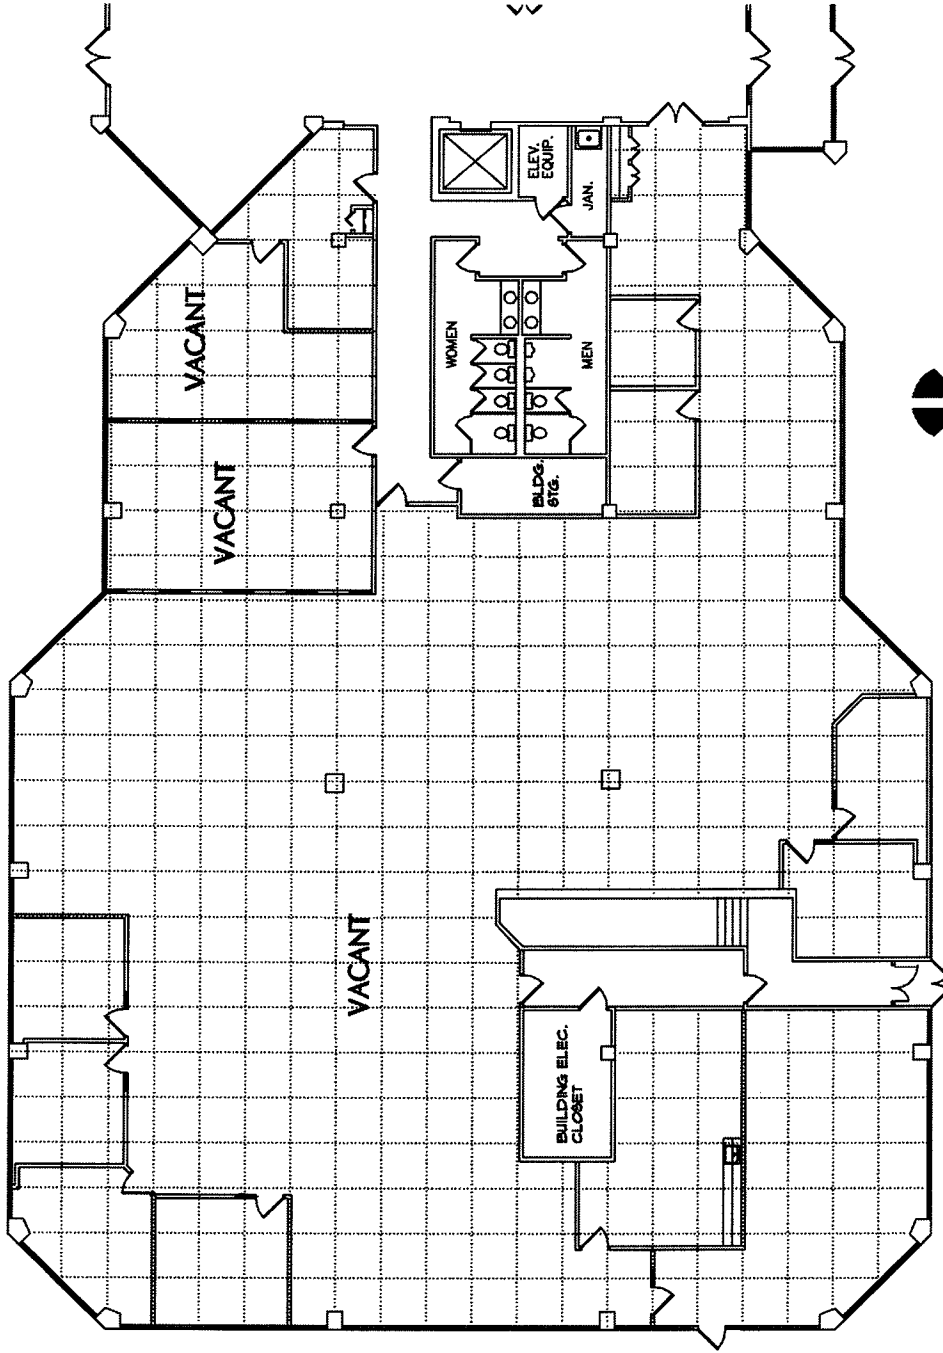 ELEV.
EQUIP.
JAN.
VACANT
WOMEN
MEN
VACANT
BLDG.
STG.
VACANT
BUILDING ELEC.
CLOSET